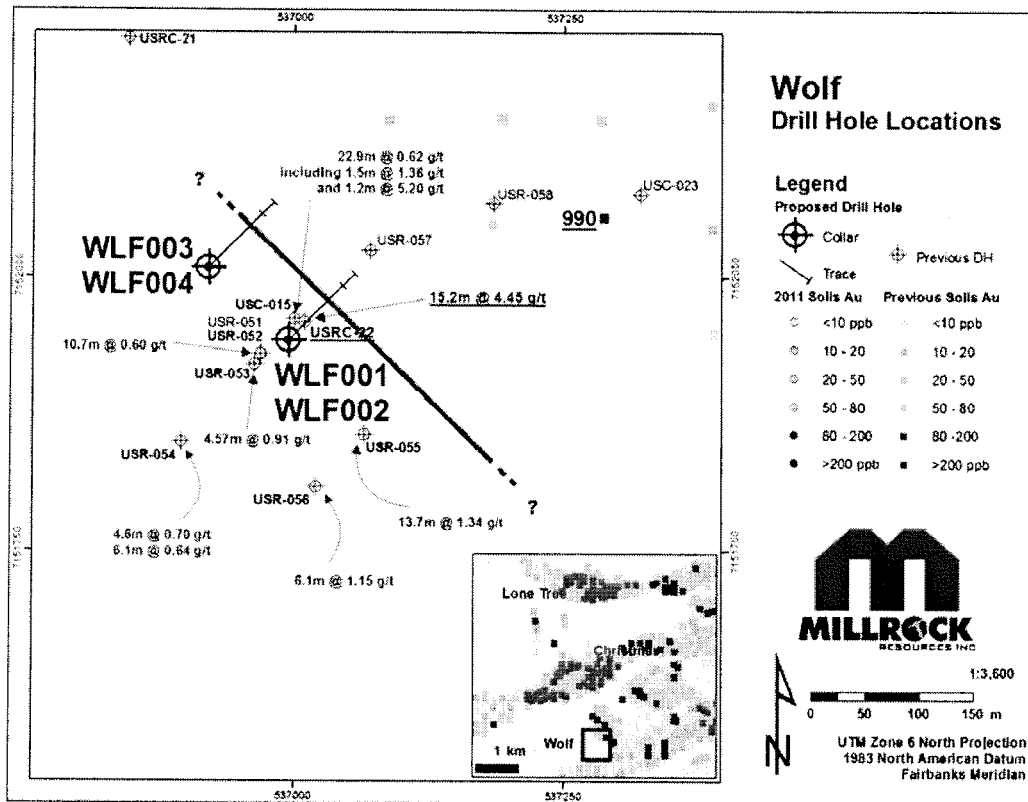 537000
537250
USRC-21
22.9m @ 0.62 g/t
including 1.5m @ 1.36 g/t
and 1.2m @ 5.20 g/t
?
USR-058
USC-023
990
USR-057
WLF003
WLF004
7152000
7152000
USC-015
15.2m @ 4.45 g/t
USR-051
USR-052
USRC-22
10.7m @ 0.60 g/t
USR-053
WLF001
WLF002
4.57m @ 0.91 g/t
USR-054
USR-055
USR-056
?
13.7m @ 1.34 g/t
4.6m @ 0.70 g/t
6.1m @ 0.64 g/t
6.1m @ 1.15 g/t
7151750
Lone Tree
Wolf
1 km
537000
537250
Wolf
Drill Hole Locations
Legend
Proposed Drill Hole
Collar
Previous DH
Trace
2011 Soils Au
Previous Soils Au
<10 ppb
<10 ppb
10 - 20
10 - 20
20 - 50
20 - 50
50 - 80
50 - 80
80 - 200
80 -200
>200 ppb
>200 ppb
MILLROCK
RESOURCES INC
1:3,600
0 50 100 150 m
N
UTM Zone 6 North Projection
1983 North American Datum
Fairbanks Meridian